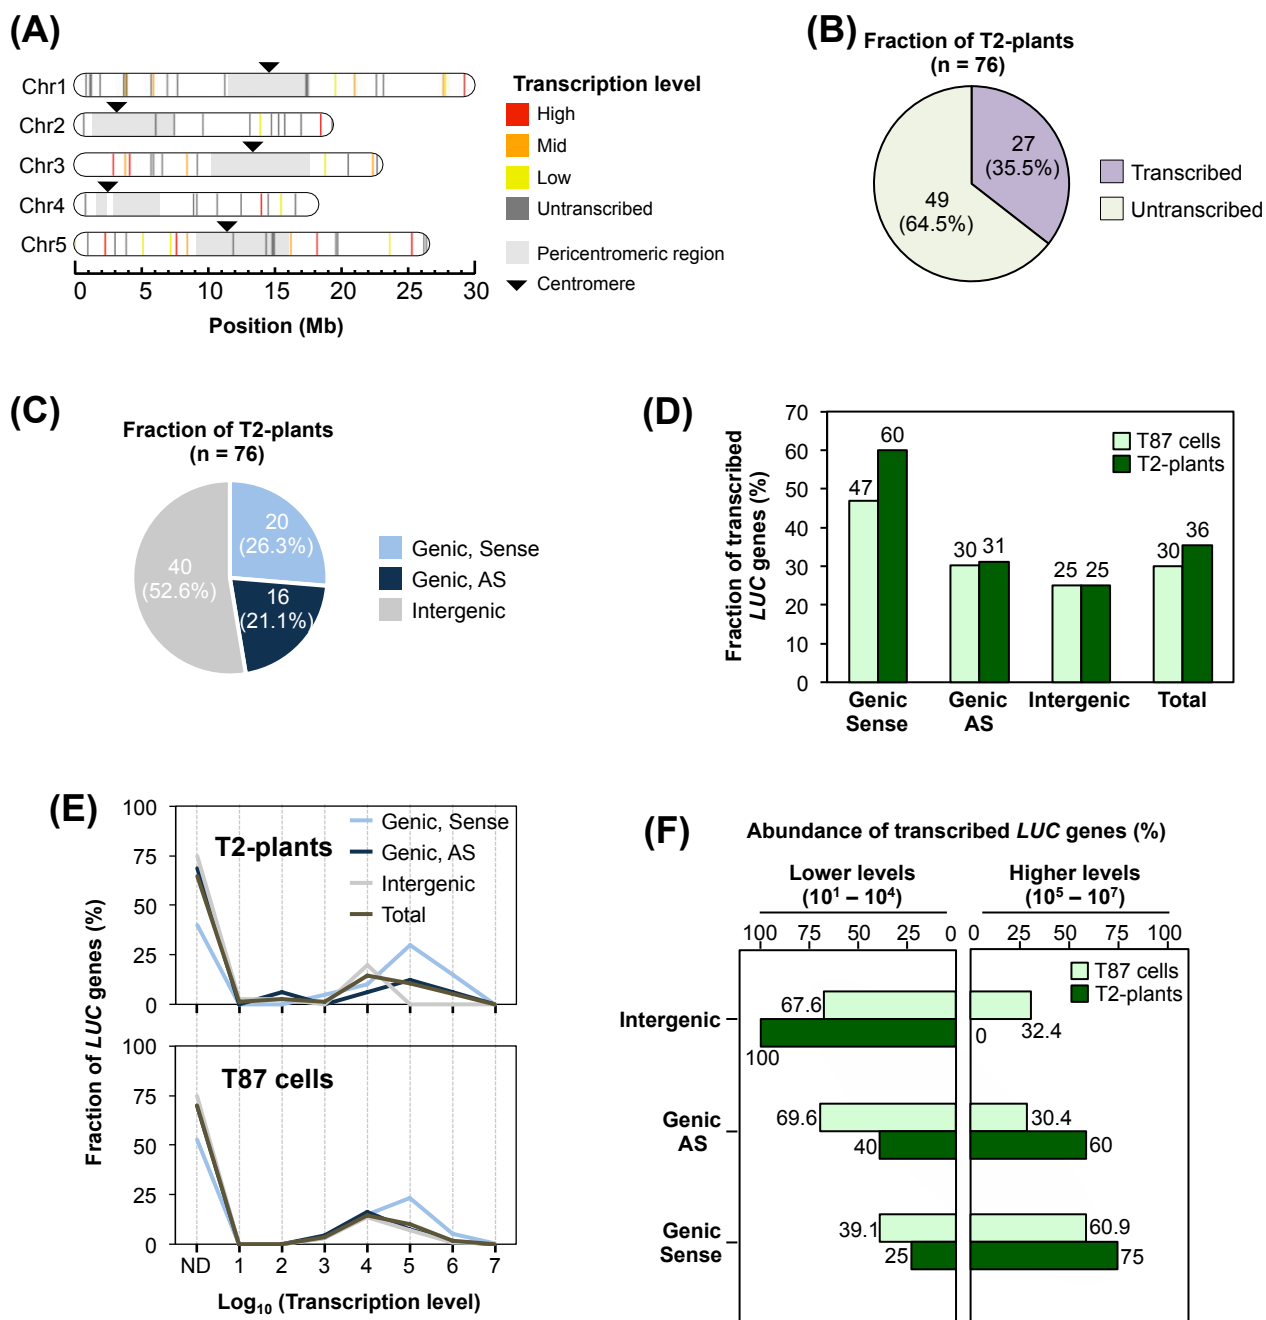 (A)
Chr1
Chr2
Chr3
Chr4
Chr5
0 5 10 15 20 25 30
Position (Mb)
Transcription level
High
Mid
Low
Untranscribed
Pericentromeric region
Centromere
(B)
Fraction of T2-plants
(n = 76)
27
(35.5%)
49
(64.5%)
Transcribed
Untranscribed
(C)
Fraction of T2-plants
(n = 76)
20
(26.3%)
40
(52.6%)
16
(21.1%)
Genic, Sense
Genic, AS
Intergenic
(D)
Fraction of transcribed
LUC genes (%)
70
60
50
40
30
20
10
0
T87 cells
T2-plants
47 60
30 31
25 25
30 36
Genic
Sense
Genic
AS
Intergenic
Total
(E)
Fraction of LUC genes (%)
100
75
50
25
0
T2-plants
Genic, Sense
Genic, AS
Intergenic
Total
100
75
50
25
0
T87 cells
ND 1 2 3 4 5 6 7
Log10 (Transcription level)
(F)
Abundance of transcribed LUC genes (%)
Lower levels
(10¹ – 10⁴)
Higher levels
(10⁵ – 10⁷)
100 75 50 25 0
0 25 50 75 100
T87 cells
T2-plants
Intergenic
67.6
100
32.4
0
Genic
AS
69.6
40
30.4
60
Genic
Sense
39.1
25
60.9
75